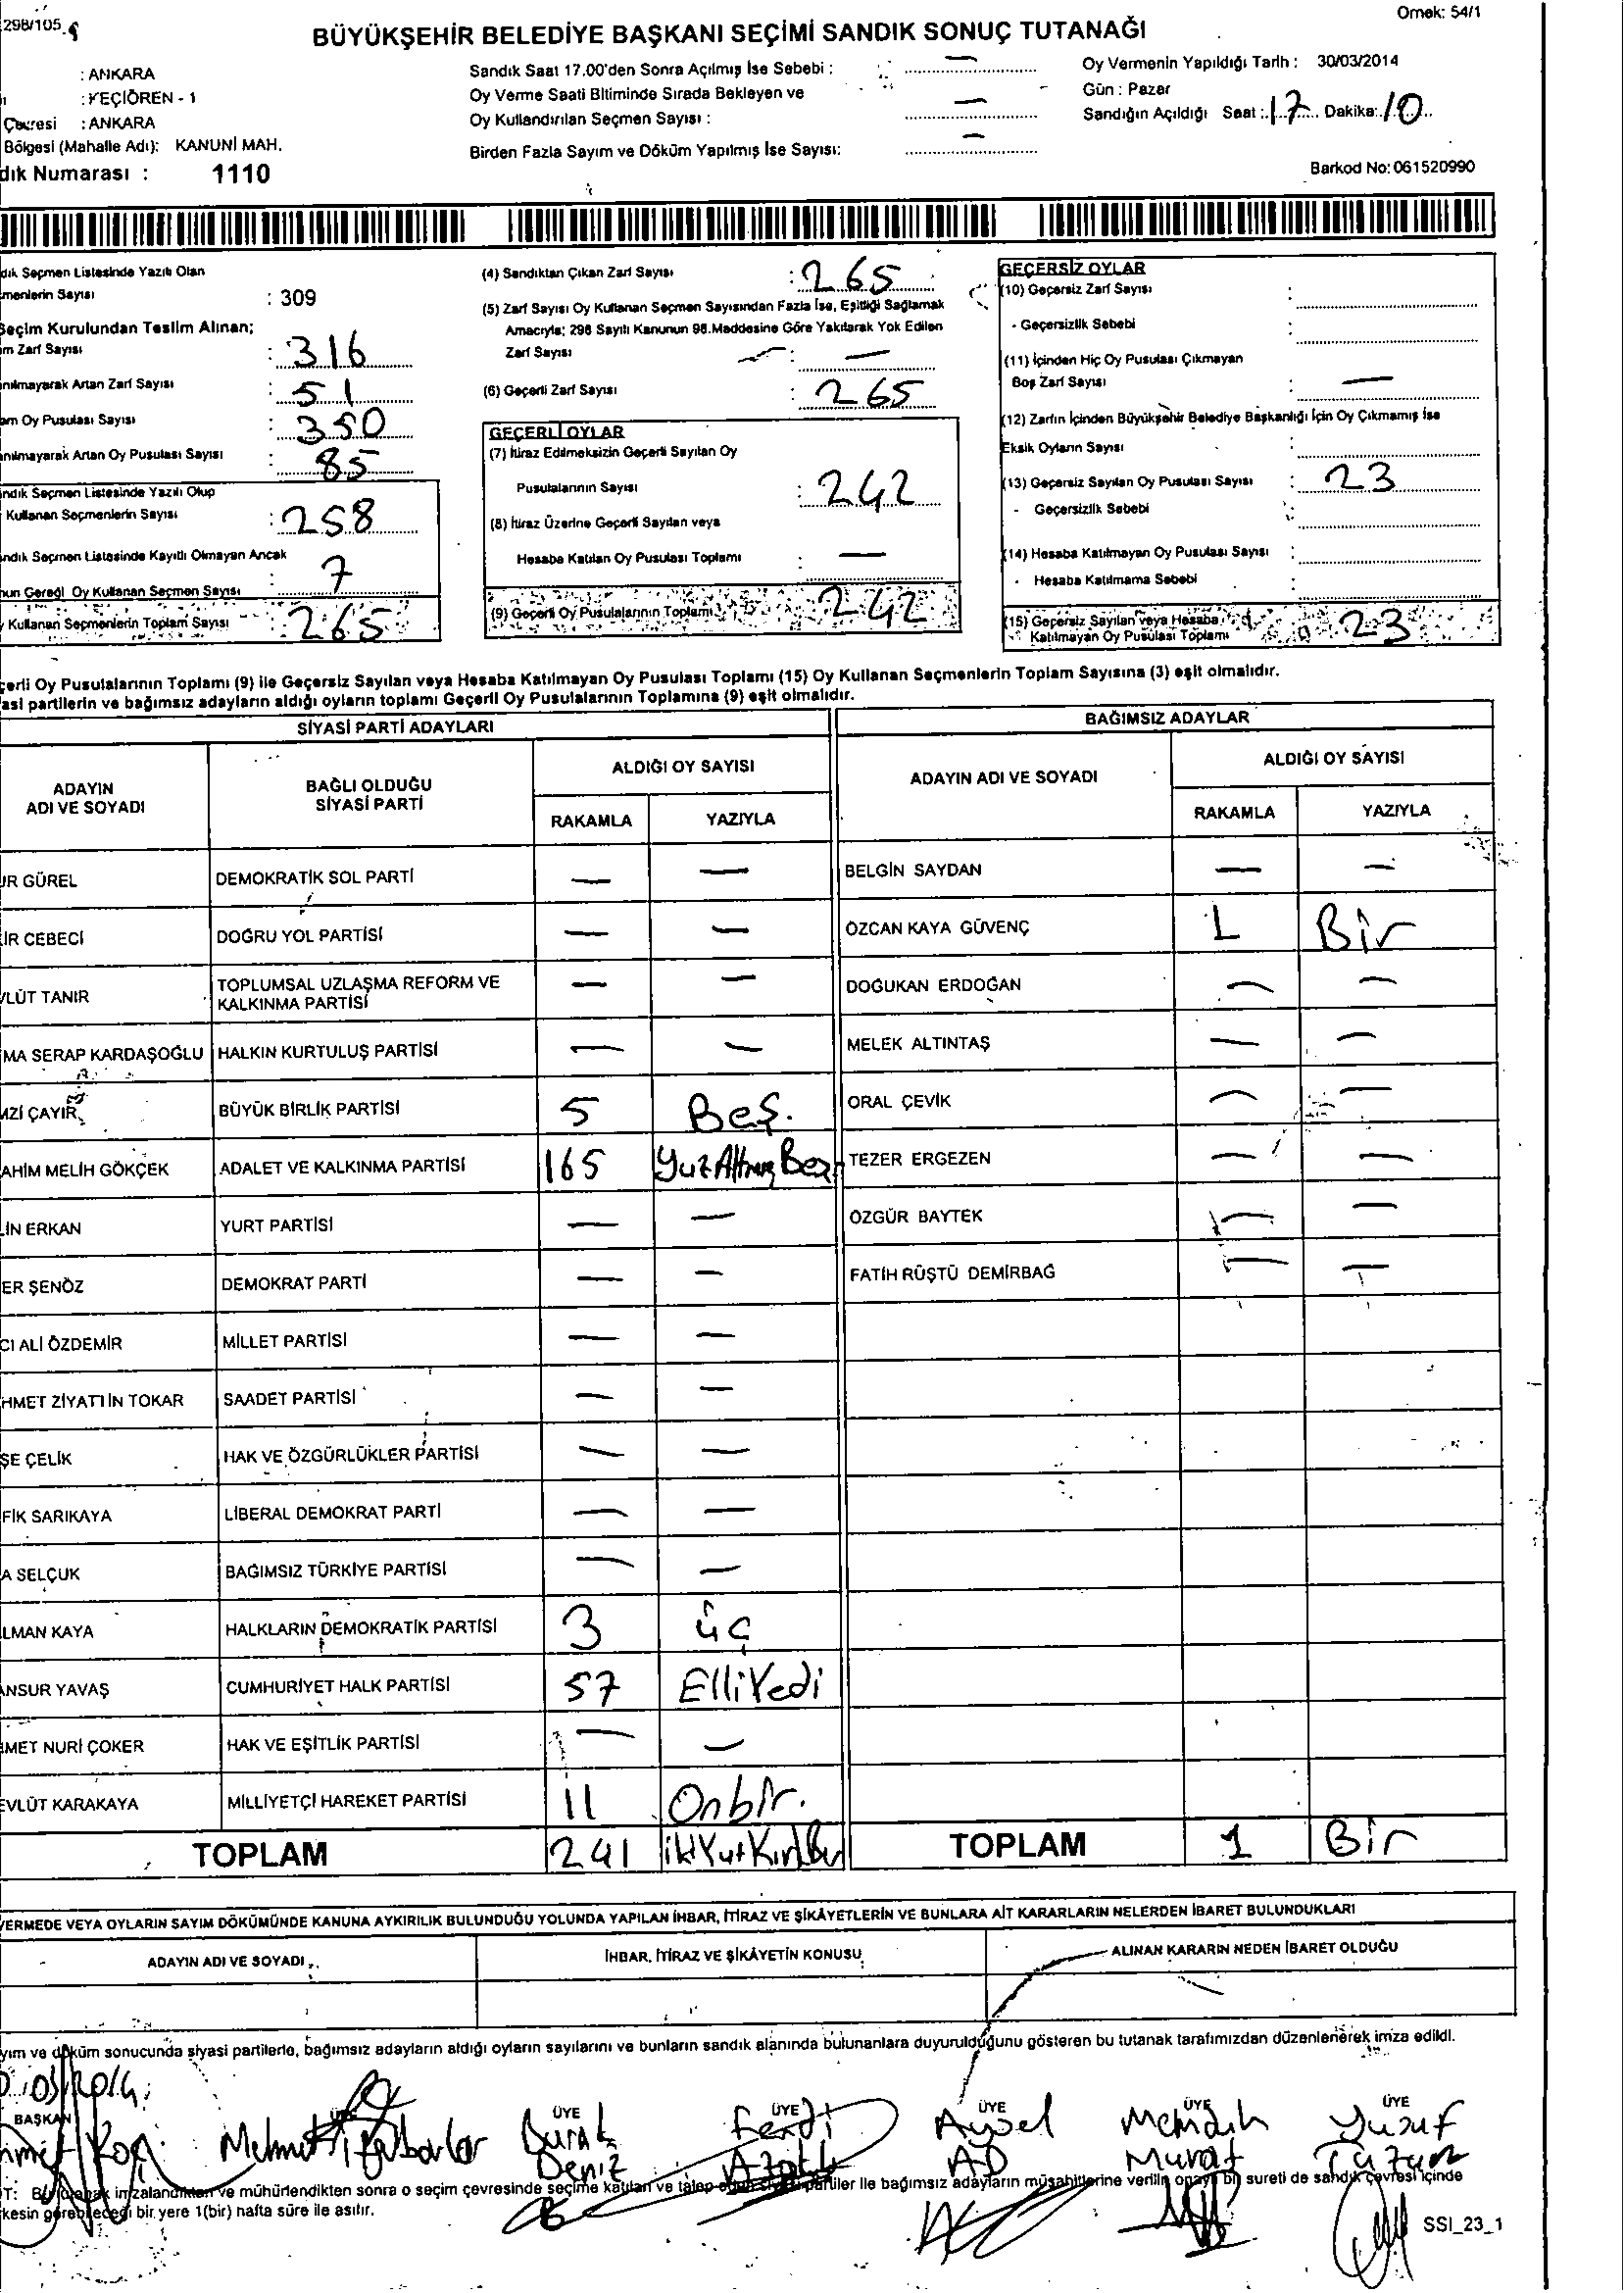 298/105
Ornek: 54/1
BÜYÜKŞEHİR BELEDİYE BAŞKANI SEÇİMİ SANDIK SONUÇ TUTANAĞI
: ANKARA
: KEÇİÖREN - 1
Çevresi : ANKARA
Bölgesi (Mahalle Adı): KANUNİ MAH.
dık Numarası : 1110
Sandık Saat 17.00'den Sonra Açılmış İse Sebebi : —
Oy Verme Saati Bitiminde Sırada Bekleyen ve
Oy Kullandırılan Seçmen Sayısı : —
Birden Fazla Sayım ve Döküm Yapılmış İse Sayısı: —
Oy Vermenin Yapıldığı Tarih : 30/03/2014
Gün : Pazar
Sandığın Açıldığı Saat : 17 Dakika: 10
Barkod No: 061520990
dık Seçmen Listesinde Yazılı Olan
menlerin Sayısı : 309
Seçim Kurulundan Teslim Alınan;
m Zarf Sayısı : 316
nılmayarak Artan Zarf Sayısı : 51
am Oy Pusulası Sayısı : 350
anılmayarak Artan Oy Pusulası Sayısı : 85
ndık Seçmen Listesinde Yazılı Olup
Kullanan Seçmenlerin Sayısı : 258
ndık Seçmen Listesinde Kayıtlı Olmayan Ancak
nun Gereği Oy Kullanan Seçmen Sayısı : 7
Kullanan Seçmenlerin Toplam Sayısı : 265
(4) Sandıktan Çıkan Zarf Sayısı : 265
(5) Zarf Sayısı Oy Kullanan Seçmen Sayısından Fazla İse, Eşitliği Sağlamak
Amacıyla; 298 Sayılı Kanunun 98.Maddesine Göre Yakılarak Yok Edilen
Zarf Sayısı : —
(6) Geçerli Zarf Sayısı : 265
GEÇERLİ OYLAR
(7) İtiraz Edilmeksizin Geçerli Sayılan Oy
Pusulalarının Sayısı : 242
(8) İtiraz Üzerine Geçerli Sayılan veya
Hesaba Katılan Oy Pusulası Toplamı : —
(9) Geçerli Oy Pusulalarının Toplamı : 242
GEÇERSİZ OYLAR
(10) Geçersiz Zarf Sayısı :
- Geçersizlik Sebebi :
(11) İçinden Hiç Oy Pusulası Çıkmayan
Boş Zarf Sayısı : —
(12) Zarfın İçinden Büyükşehir Belediye Başkanlığı İçin Oy Çıkmamış İse
Eksik Oyların Sayısı :
(13) Geçersiz Sayılan Oy Pusulası Sayısı : 23
- Geçersizlik Sebebi :
(14) Hesaba Katılmayan Oy Pusulası Sayısı :
- Hesaba Katılmama Sebebi :
(15) Geçersiz Sayılan veya Hesaba
Katılmayan Oy Pusulası Toplamı 23
çerli Oy Pusulalarının Toplamı (9) ile Geçersiz Sayılan veya Hesaba Katılmayan Oy Pusulası Toplamı (15) Oy Kullanan Seçmenlerin Toplam Sayısına (3) eşit olmalıdır.
asi partilerin ve bağımsız adayların aldığı oyların toplamı Geçerli Oy Pusulalarının Toplamına (9) eşit olmalıdır.
SİYASİ PARTİ ADAYLARI
ADAYIN ADI VE SOYADI
BAĞLI OLDUĞU SİYASİ PARTİ
ALDIĞI OY SAYISI
RAKAMLA YAZIYLA
UR GÜREL DEMOKRATİK SOL PARTİ — —
İR CEBECİ DOĞRU YOL PARTİSİ — —
VLÜT TANIR TOPLUMSAL UZLAŞMA REFORM VE KALKINMA PARTİSİ — —
MA SERAP KARDAŞOĞLU HALKIN KURTULUŞ PARTİSİ — —
MZİ ÇAYIR BÜYÜK BİRLİK PARTİSİ 5 Beş.
AHİM MELİH GÖKÇEK ADALET VE KALKINMA PARTİSİ 165 YüzAltmışBeş
İN ERKAN YURT PARTİSİ — —
ER ŞENÖZ DEMOKRAT PARTİ — —
CI ALİ ÖZDEMİR MİLLET PARTİSİ — —
HMET ZİYATTİN TOKAR SAADET PARTİSİ — —
ŞE ÇELİK HAK VE ÖZGÜRLÜKLER PARTİSİ — —
FİK SARIKAYA LİBERAL DEMOKRAT PARTİ — —
A SELÇUK BAĞIMSIZ TÜRKİYE PARTİSİ — —
LMAN KAYA HALKLARIN DEMOKRATİK PARTİSİ 3 üç
ANSUR YAVAŞ CUMHURİYET HALK PARTİSİ 57 ElliYedi
MET NURİ ÇOKER HAK VE EŞİTLİK PARTİSİ — —
EVLÜT KARAKAYA MİLLİYETÇİ HAREKET PARTİSİ 11 Onbir.
TOPLAM 241 ikiYüzKırkBir
BAĞIMSIZ ADAYLAR
ADAYIN ADI VE SOYADI
ALDIĞI OY SAYISI
RAKAMLA YAZIYLA
BELGİN SAYDAN — —
ÖZCAN KAYA GÜVENÇ 1 Bir
DOĞUKAN ERDOĞAN — —
MELEK ALTINTAŞ — —
ORAL ÇEVİK — —
TEZER ERGEZEN — —
ÖZGÜR BAYTEK — —
FATİH RÜŞTÜ DEMİRBAĞ — —
TOPLAM 1 Bir
VERMEDE VEYA OYLARIN SAYIM DÖKÜMÜNDE KANUNA AYKIRILIK BULUNDUĞU YOLUNDA YAPILAN İHBAR, İTİRAZ VE ŞİKÂYETLERİN VE BUNLARA AİT KARARLARIN NELERDEN İBARET BULUNDUKLARI
ADAYIN ADI VE SOYADI
İHBAR, İTİRAZ VE ŞİKÂYETİN KONUSU
ALINAN KARARIN NEDEN İBARET OLDUĞU
yım ve döküm sonucunda siyasi partilerle, bağımsız adayların aldığı oyların sayılarını ve bunların sandık alanında bulunanlara duyurulduğunu gösteren bu tutanak tarafımızdan düzenlenerek imza edildi.
BAŞKAN ÜYE ÜYE ÜYE ÜYE ÜYE
Mehmet
Burak Deniz
Ferdi
Aysel AD
Memduh Murat
Yusuf
T: Bu tutanak imzalandıktan ve mühürlendikten sonra o seçim çevresinde seçime katılan ve talep eden siyasi partiler ile bağımsız adayların müşahitlerine verilir, onaylı bir sureti de sandık çevresi içinde
kesin görebileceği bir yere 1(bir) hafta süre ile asılır.
SSI_23_1